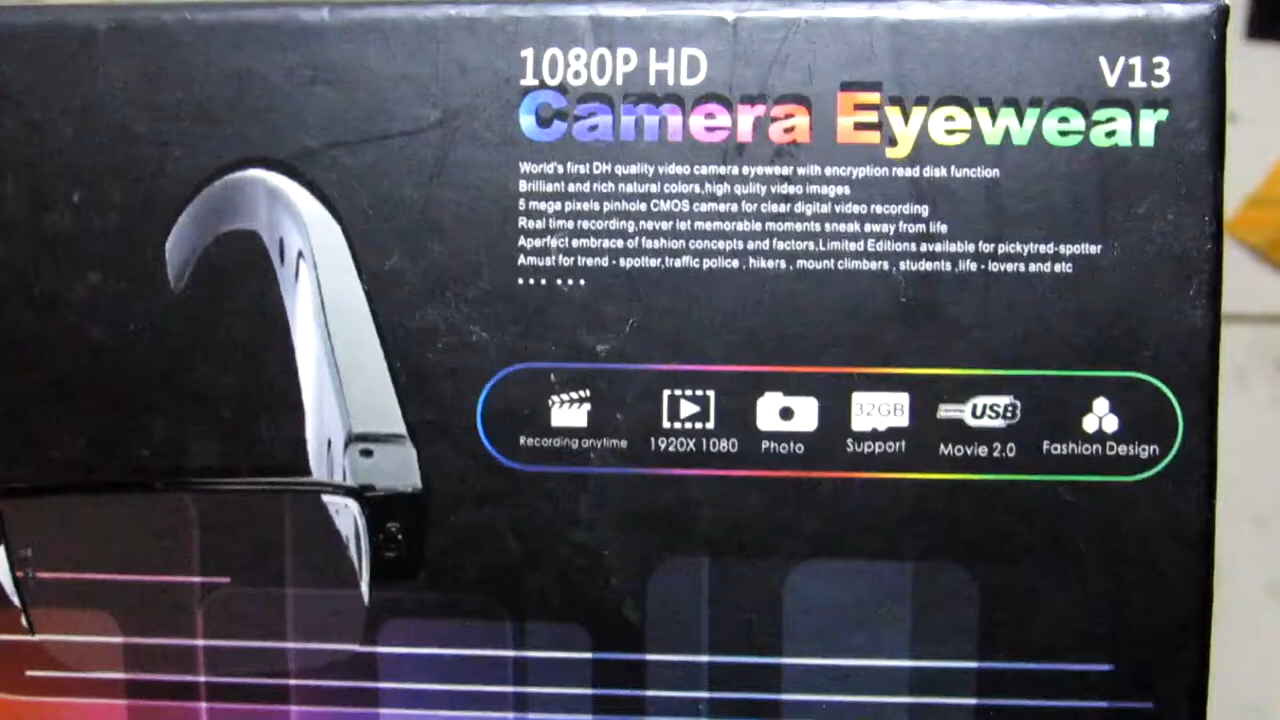 1080P HD
V13
Camera Eyewear
World's first DH quality video camera eyewear with encryption read disk function
Brilliant and rich natural colors,high qulity video images
5 mega pixels pinhole CMOS camera for clear digital video recording
Real time recording,never let memorable moments sneak away from life
Aperfect embrace of fashion concepts and factors,Limited Editions available for pickytred-spotter
Amust for trend - spotter,traffic police , hikers , mount climbers , students ,life - lovers and etc
... ...
32GB
USB
Recording anytime
1920X 1080
Photo
Support
Movie 2.0
Fashion Design